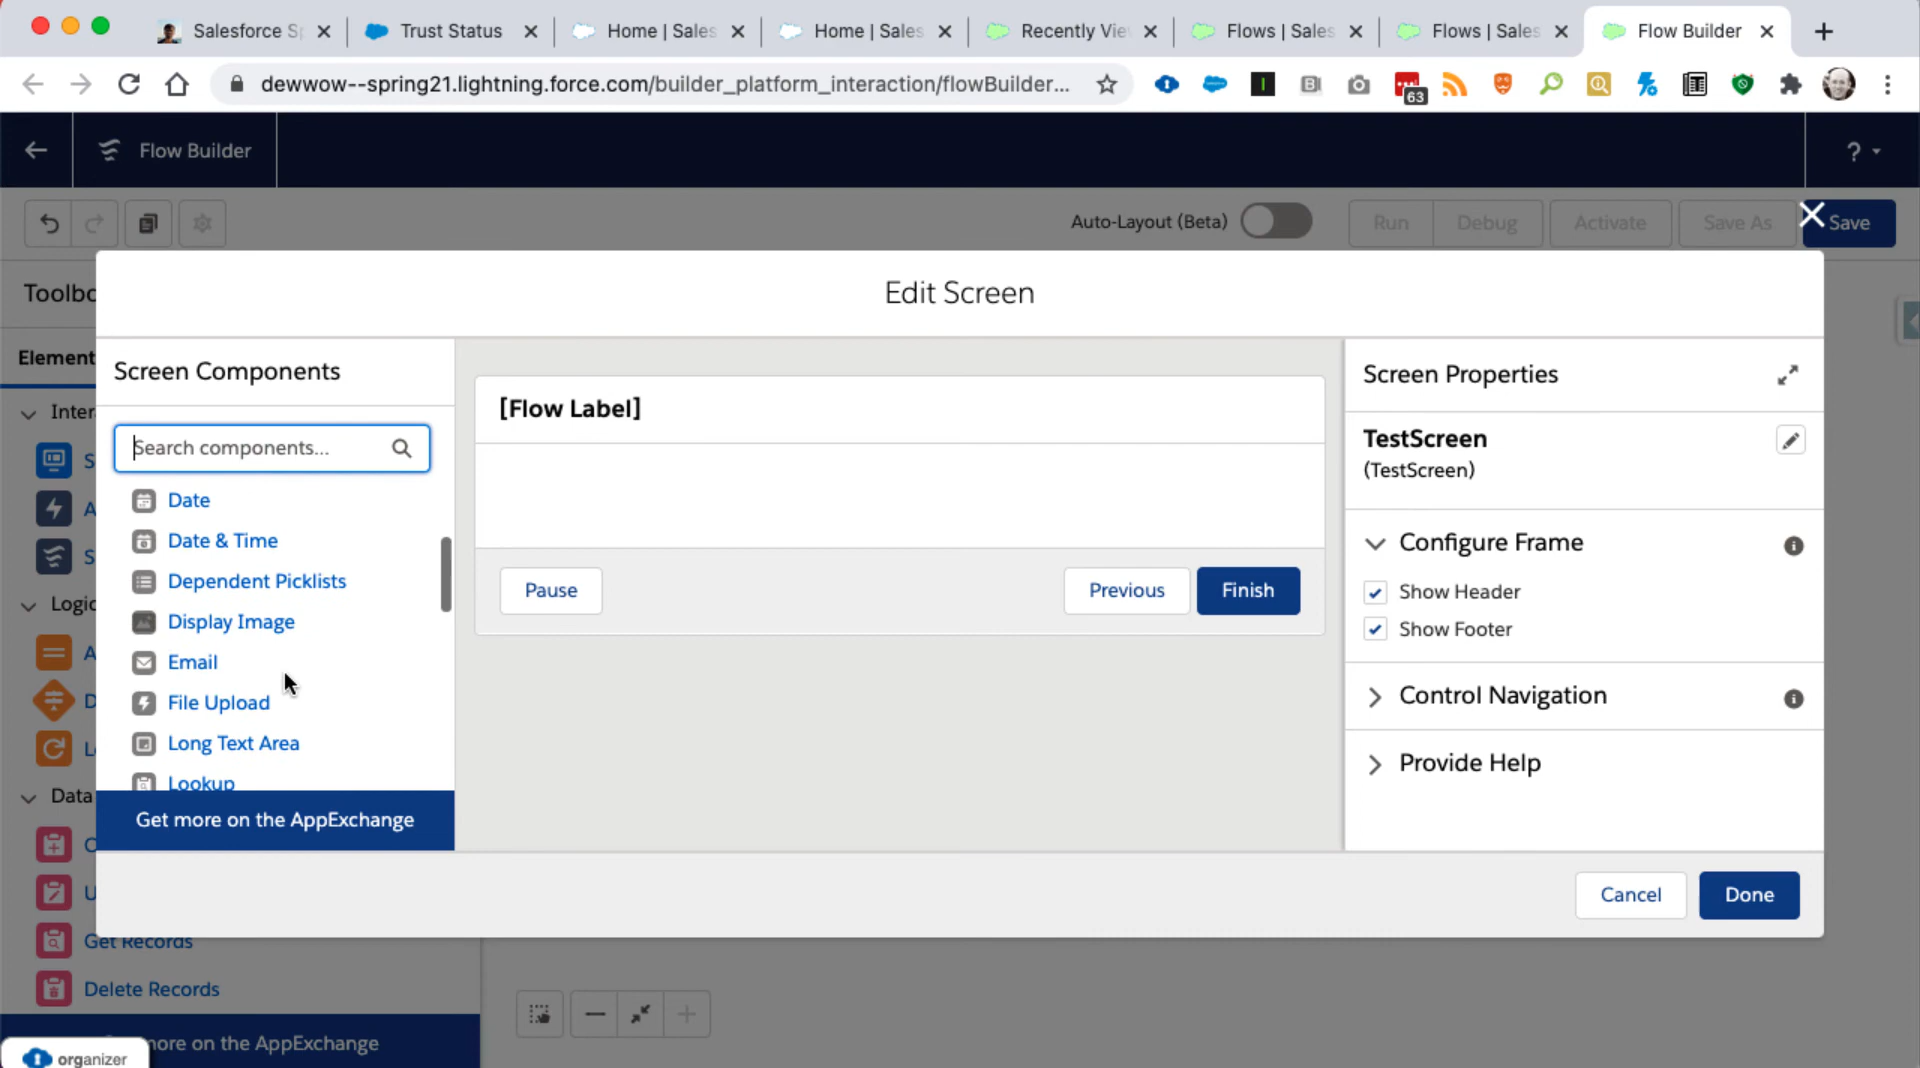 Salesforce Sp
Trust Status
Home | Sales
Home | Sales
Recently Vie
Flows | Sales
Flows | Sales
Flow Builder
dewwow--spring21.lightning.force.com/builder_platform_interaction/flowBuilder...
63
Flow Builder
?
Auto-Layout (Beta)
Run
Debug
Activate
Save As
Save
Toolbo
Edit Screen
Element
Screen Components
Search components...
Inter
S
A
S
Logic
A
D
L
Data
C
U
Get Records
Delete Records
Date
Date & Time
Dependent Picklists
Display Image
Email
File Upload
Long Text Area
Lookup
Get more on the AppExchange
[Flow Label]
Pause
Previous
Finish
Screen Properties
TestScreen
(TestScreen)
Configure Frame
Show Header
Show Footer
Control Navigation
Provide Help
Cancel
Done
more on the AppExchange
organizer